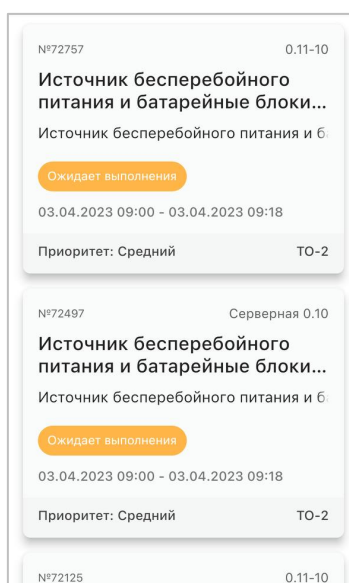 №72757 0.11-10
Источник бесперебойного
питания и батарейные блоки...
Источник бесперебойного питания и б
Ожидает выполнения
03.04.2023 09:00 - 03.04.2023 09:18
Приоритет: Средний ТО-2
№72497 Серверная 0.10
Источник бесперебойного
питания и батарейные блоки...
Источник бесперебойного питания и б
Ожидает выполнения
03.04.2023 09:00 - 03.04.2023 09:18
Приоритет: Средний ТО-2
№72125 0.11-10